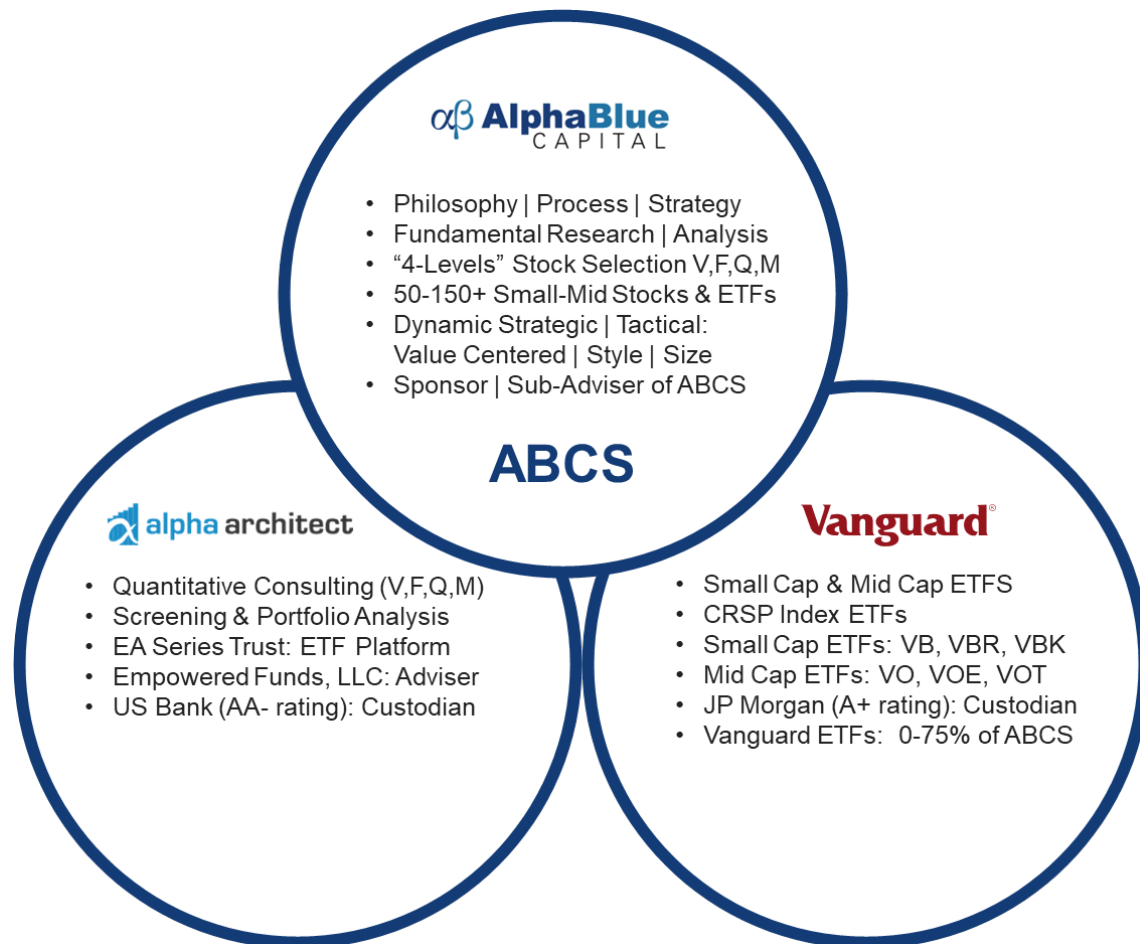 αβ AlphaBlue
CAPITAL
• Philosophy | Process | Strategy
• Fundamental Research | Analysis
• “4-Levels” Stock Selection V,F,Q,M
• 50-150+ Small-Mid Stocks & ETFs
• Dynamic Strategic | Tactical:
Value Centered | Style | Size
• Sponsor | Sub-Adviser of ABCS
ABCS
alpha architect
• Quantitative Consulting (V,F,Q,M)
• Screening & Portfolio Analysis
• EA Series Trust: ETF Platform
• Empowered Funds, LLC: Adviser
• US Bank (AA- rating): Custodian
Vanguard®
• Small Cap & Mid Cap ETFS
• CRSP Index ETFs
• Small Cap ETFs: VB, VBR, VBK
• Mid Cap ETFs: VO, VOE, VOT
• JP Morgan (A+ rating): Custodian
• Vanguard ETFs: 0-75% of ABCS